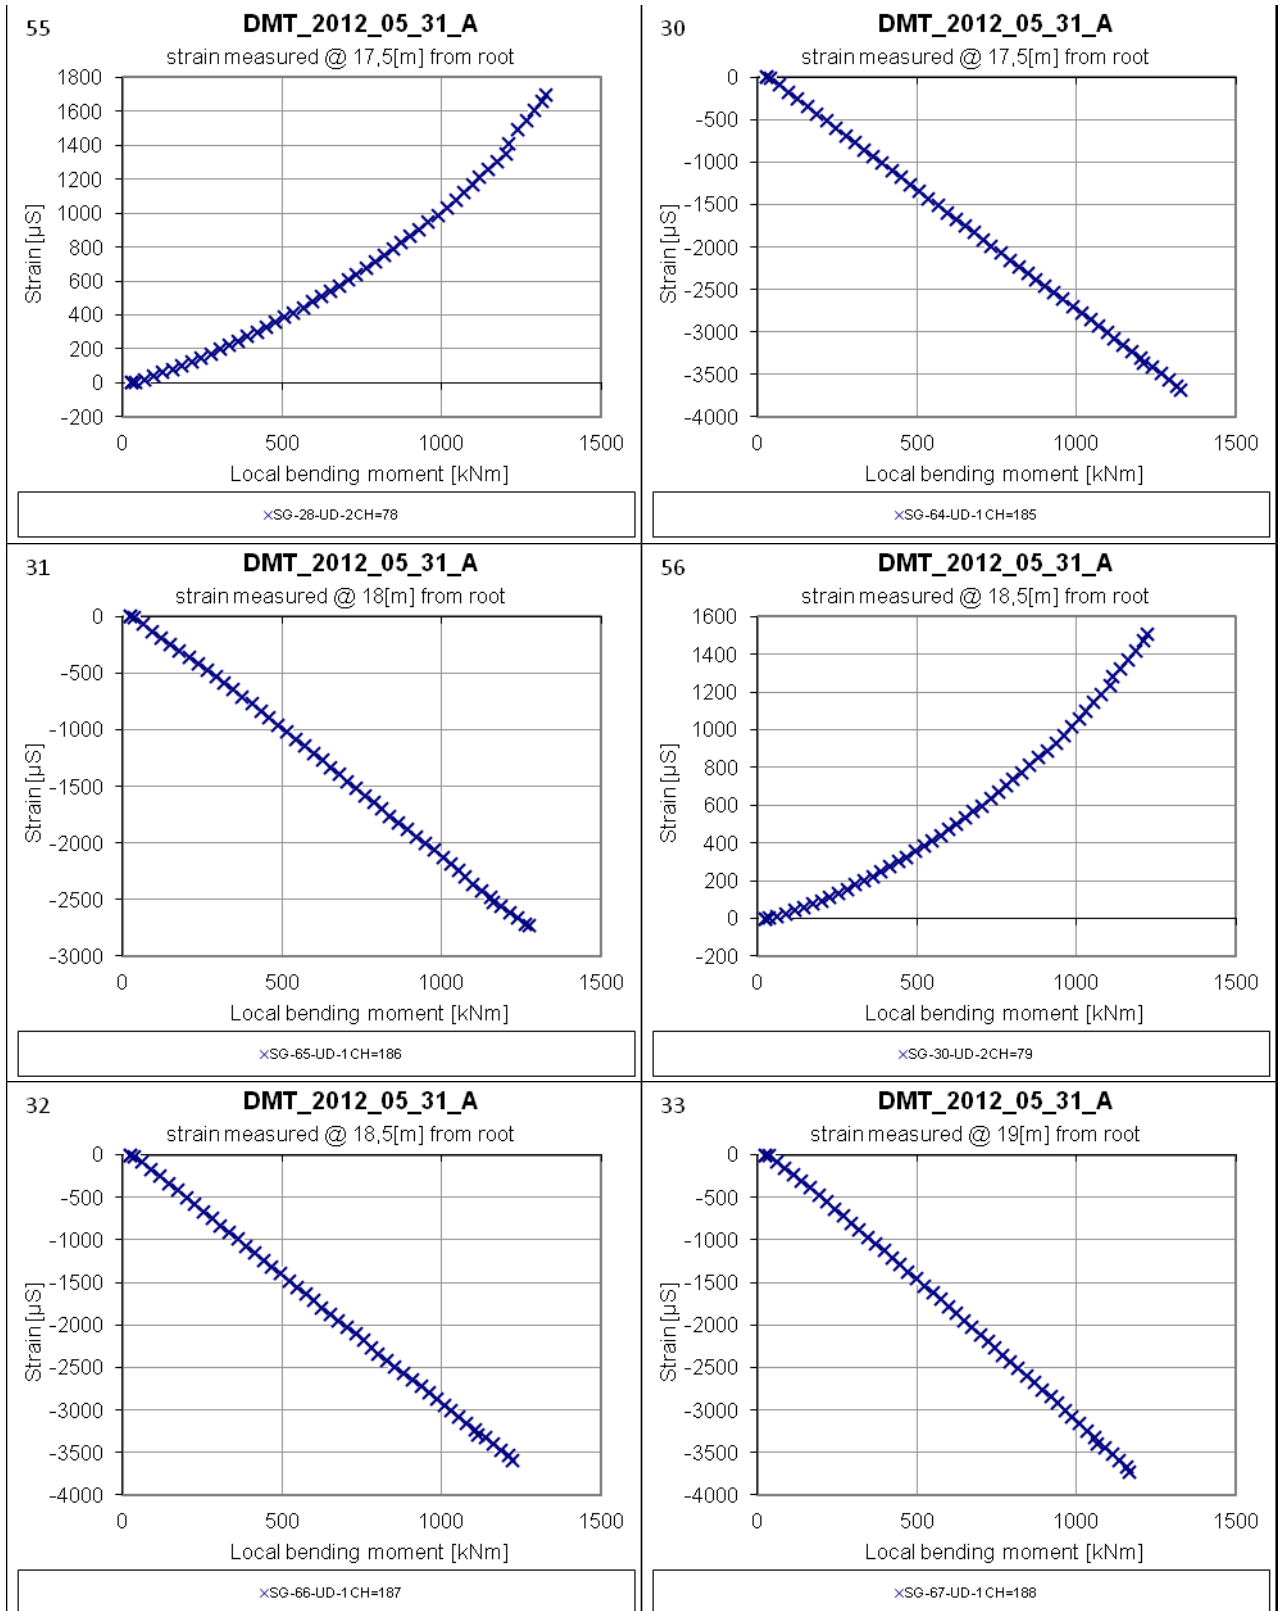 55
DMT_2012_05_31_A
strain measured @ 17,5[m] from root
1800
1600
1400
1200
1000
800
600
400
200
0
-200
Strain [µS]
0 500 1000 1500
Local bending moment [kNm]
×SG-28-UD-2CH=78
30
DMT_2012_05_31_A
strain measured @ 17,5[m] from root
0
-500
-1000
-1500
-2000
-2500
-3000
-3500
-4000
Strain [µS]
0 500 1000 1500
Local bending moment [kNm]
×SG-64-UD-1CH=185
31
DMT_2012_05_31_A
strain measured @ 18[m] from root
0
-500
-1000
-1500
-2000
-2500
-3000
Strain [µS]
0 500 1000 1500
Local bending moment [kNm]
×SG-65-UD-1CH=186
56
DMT_2012_05_31_A
strain measured @ 18,5[m] from root
1600
1400
1200
1000
800
600
400
200
0
-200
Strain [µS]
0 500 1000 1500
Local bending moment [kNm]
×SG-30-UD-2CH=79
32
DMT_2012_05_31_A
strain measured @ 18,5[m] from root
0
-500
-1000
-1500
-2000
-2500
-3000
-3500
-4000
Strain [µS]
0 500 1000 1500
Local bending moment [kNm]
×SG-66-UD-1CH=187
33
DMT_2012_05_31_A
strain measured @ 19[m] from root
0
-500
-1000
-1500
-2000
-2500
-3000
-3500
-4000
Strain [µS]
0 500 1000 1500
Local bending moment [kNm]
×SG-67-UD-1CH=188